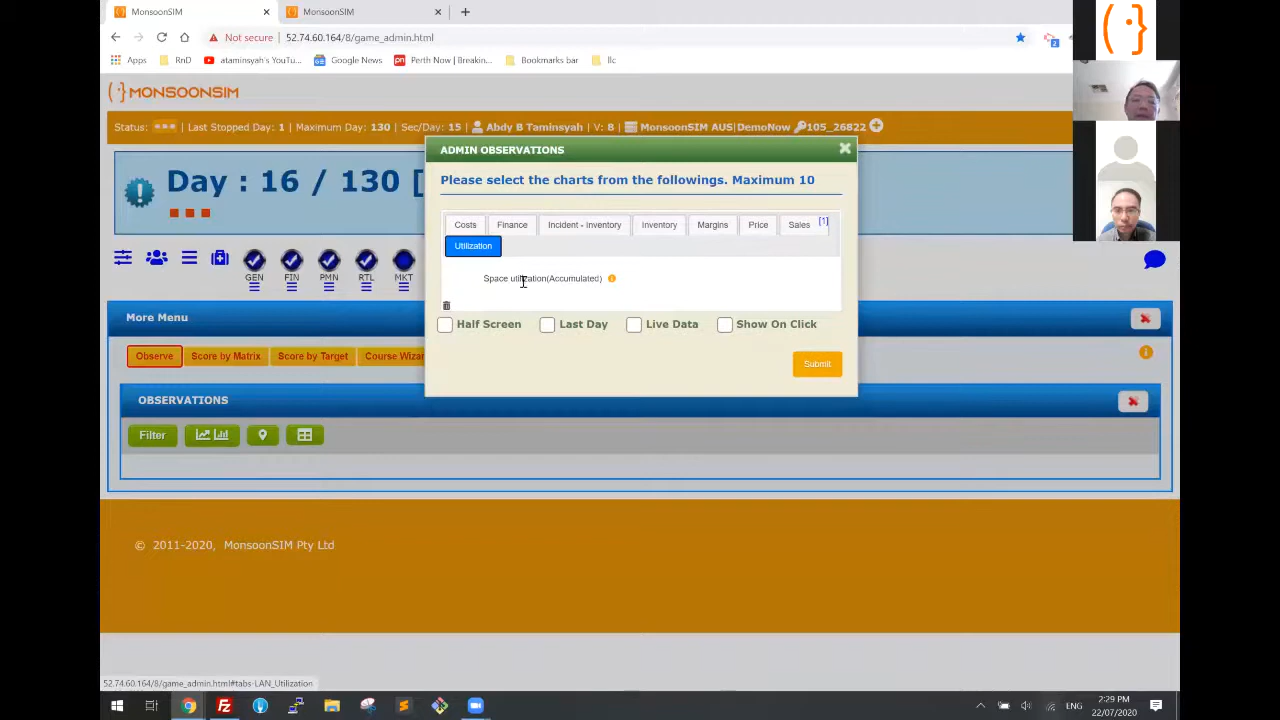 MonsoonSIM
MonsoonSIM
Not secure
52.74.60.164/8/game_admin.html
Apps
RnD
ataminsyah's YouT...
Google News
Perth Now | Breakin...
Bookmarks bar
llc
MONSOONSIM
Status:
| Last Stopped Day: 1 | Maximum Day: 130 | Sec/Day: 15 |
Abdy B Taminsyah
| V: 8 |
MonsoonSIM AUS|DemoNow
105_26822
Day : 16 / 130 [
GEN
FIN
PMN
RTL
MKT
ADMIN OBSERVATIONS
Please select the charts from the followings. Maximum 10
Costs
Finance
Incident - Inventory
Inventory
Margins
Price
Sales
[1]
Utilization
Space utilization(Accumulated)
Half Screen
Last Day
Live Data
Show On Click
Submit
More Menu
Observe
Score by Matrix
Score by Target
Course Wizar
OBSERVATIONS
Filter
© 2011-2020, MonsoonSIM Pty Ltd
52.74.60.164/8/game_admin.html#tabs-LAN_Utilization
ENG
2:29 PM
22/07/2020